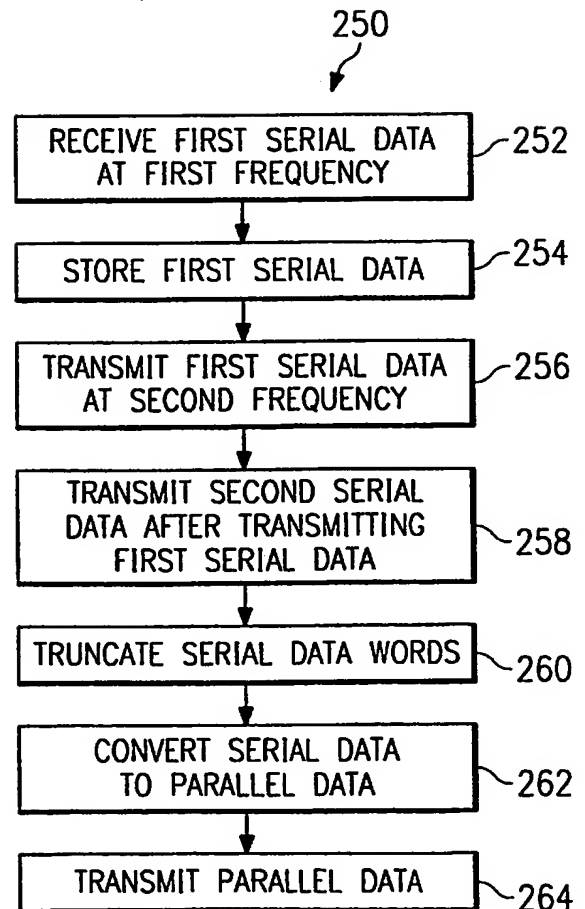 250
RECEIVE FIRST SERIAL DATA
AT FIRST FREQUENCY
252
STORE FIRST SERIAL DATA
254
TRANSMIT FIRST SERIAL DATA
AT SECOND FREQUENCY
256
TRANSMIT SECOND SERIAL
DATA AFTER TRANSMITTING
FIRST SERIAL DATA
258
TRUNCATE SERIAL DATA WORDS
260
CONVERT SERIAL DATA
TO PARALLEL DATA
262
TRANSMIT PARALLEL DATA
264